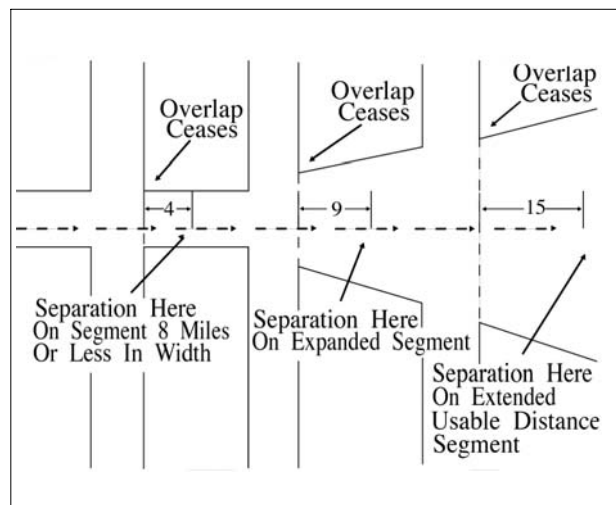 Overlap
Ceases
Overlap
Ceases
Overlap
Ceases
4
9
15
Separation Here
On Segment 8 Miles
Or Less In Width
Separation Here
On Expanded Segment
Separation Here
On Extended
Usable Distance
Segment